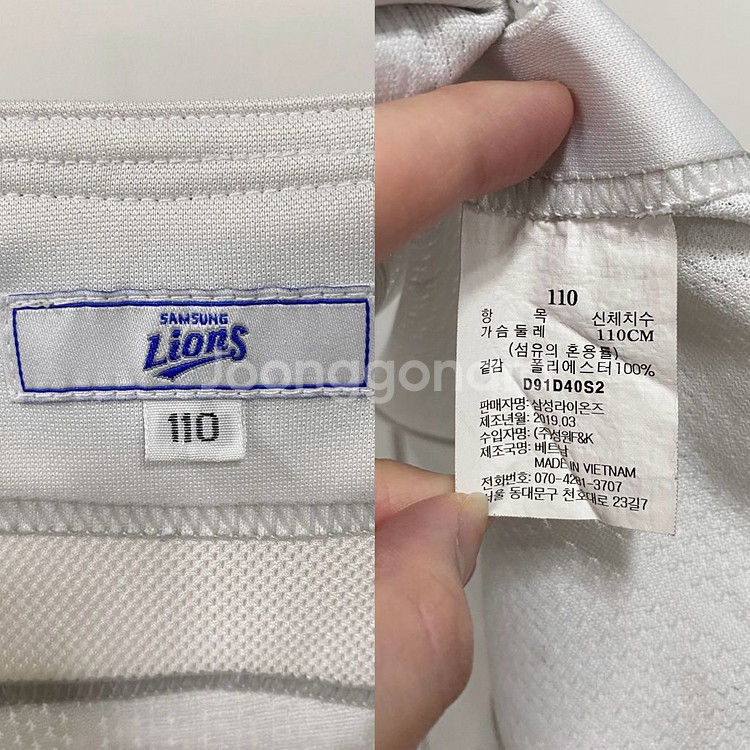 SAMSUNG
Lions
110
Joonggonara
110
항 목 신체치수
가슴둘레 110CM
(섬유의 혼용률)
겉감 폴리에스터100%
D91D40S2
판매자명: 삼성라이온즈
제조년월: 2019.03
수입자명: (주)성원F&K
제조국명: 베트남
MADE IN VIETNAM
전화번호: 070-4281-3707
서울 동대문구 천호대로 23길7